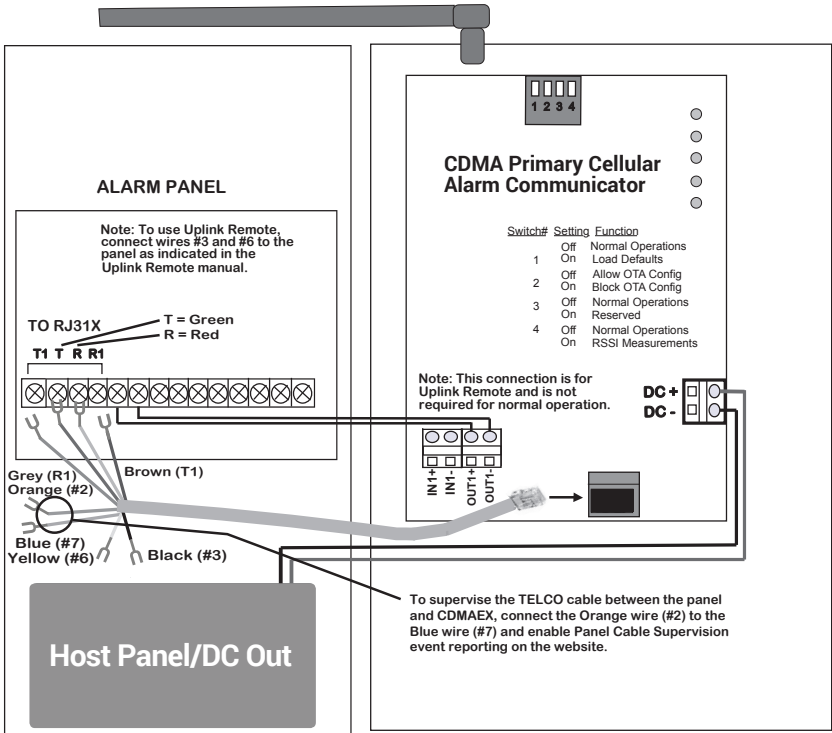 ALARM PANEL
Note: To use Uplink Remote,
connect wires #3 and #6 to the
panel as indicated in the
Uplink Remote manual.
TO RJ31X
T = Green
R = Red
T1 T R R1
Grey (R1)
Orange (#2)
Brown (T1)
Blue (#7)
Yellow (#6)
Black (#3)
Host Panel/DC Out
1 2 3 4
CDMA Primary Cellular
Alarm Communicator
Switch# Setting Function
Off Normal Operations
1 On Load Defaults
Off Allow OTA Config
2 On Block OTA Config
3 Off Normal Operations
On Reserved
4 Off Normal Operations
On RSSI Measurements
Note: This connection is for
Uplink Remote and is not
required for normal operation.
DC +
DC -
IN1+
IN1-
OUT1+
OUT1-
To supervise the TELCO cable between the panel
and CDMAEX, connect the Orange wire (#2) to the
Blue wire (#7) and enable Panel Cable Supervision
event reporting on the website.